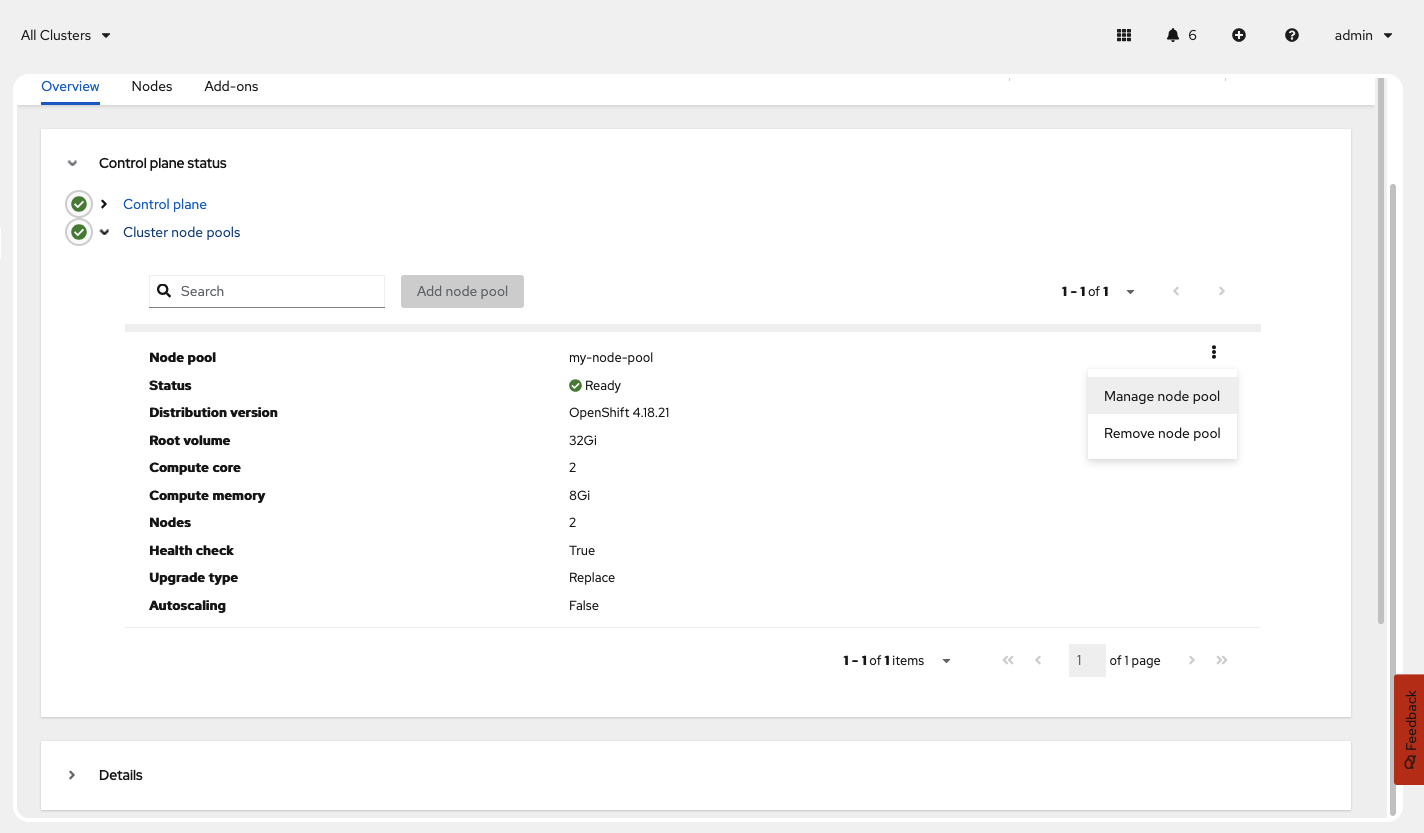 All Clusters
6
admin
Overview Nodes Add-ons
Control plane status
Control plane
Cluster node pools
Search
Add node pool
1 - 1 of 1
Node pool my-node-pool
Status Ready
Distribution version OpenShift 4.18.21
Root volume 32Gi
Compute core 2
Compute memory 8Gi
Nodes 2
Health check True
Upgrade type Replace
Autoscaling False
Manage node pool
Remove node pool
1 - 1 of 1 items
1 of 1 page
Feedback
Details